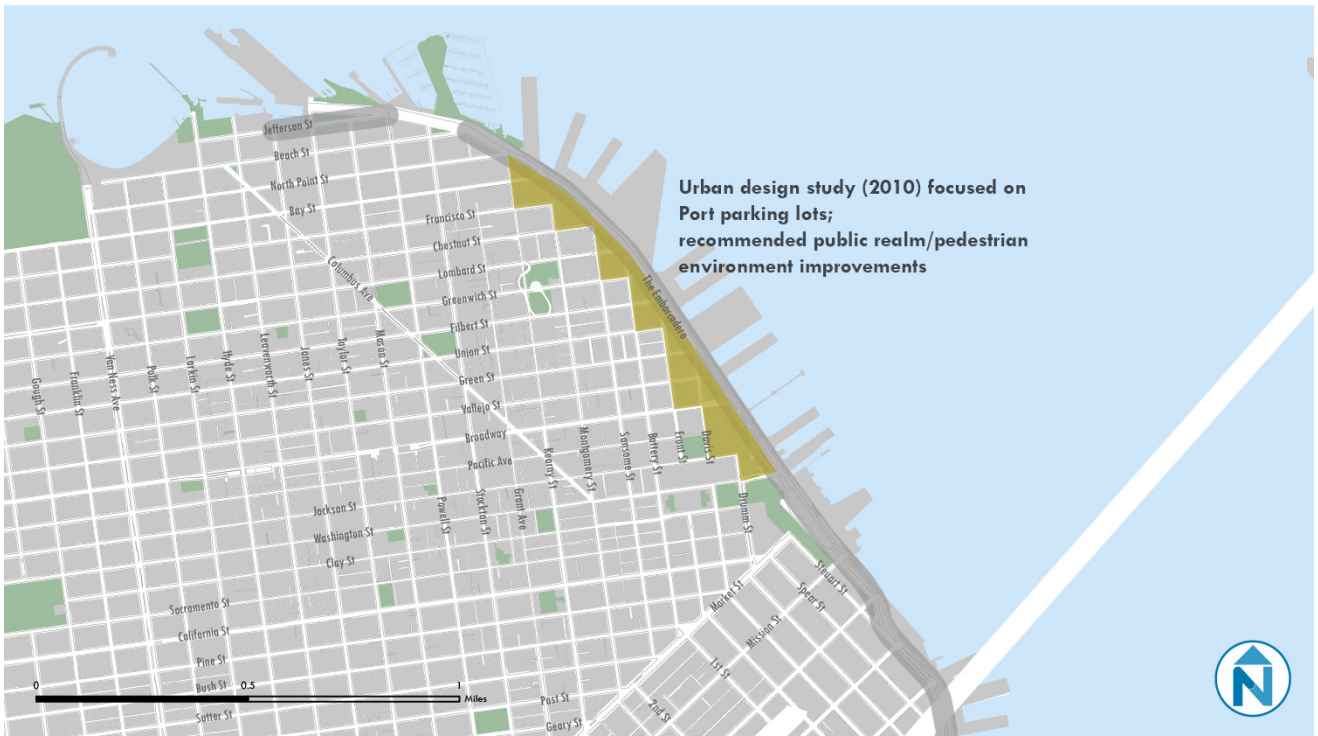 Jefferson St
Beach St
North Point St
Bay St
Francisco St
Chestnut St
Lombard St
Greenwich St
Filbert St
Union St
Green St
Vallejo St
Broadway
Pacific Ave
Jackson St
Washington St
Clay St
Sacramento St
California St
Pine St
Bush St
Sutter St
Post St
Geary St
Columbus Ave
The Embarcadero
Urban design study (2010) focused on
Port parking lots;
recommended public realm/pedestrian
environment improvements
Gough St
Franklin St
Van Ness Ave
Polk St
Larkin St
Hyde St
Leavenworth St
Jones St
Taylor St
Mason St
Powell St
Stockton St
Grant Ave
Kearny St
Montgomery St
Sansome St
Battery St
Front St
Davis St
Drumm St
Market St
Steuart St
Spear St
Mission St
1st St
2nd St
0 0.5 1
Miles
N